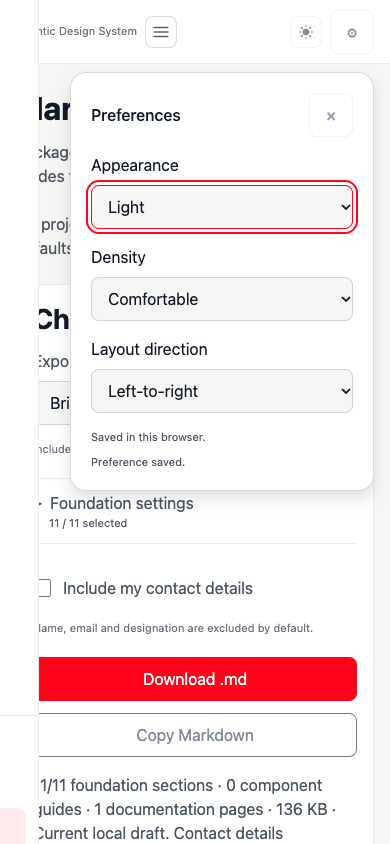 ntic Design System
Preferences
Appearance
Light
Density
Comfortable
Layout direction
Left-to-right
Saved in this browser.
Preference saved.
Foundation settings
11 / 11 selected
Include my contact details
Name, email and designation are excluded by default.
Download .md
Copy Markdown
1/11 foundation sections · 0 component
guides · 1 documentation pages · 136 KB ·
Current local draft. Contact details